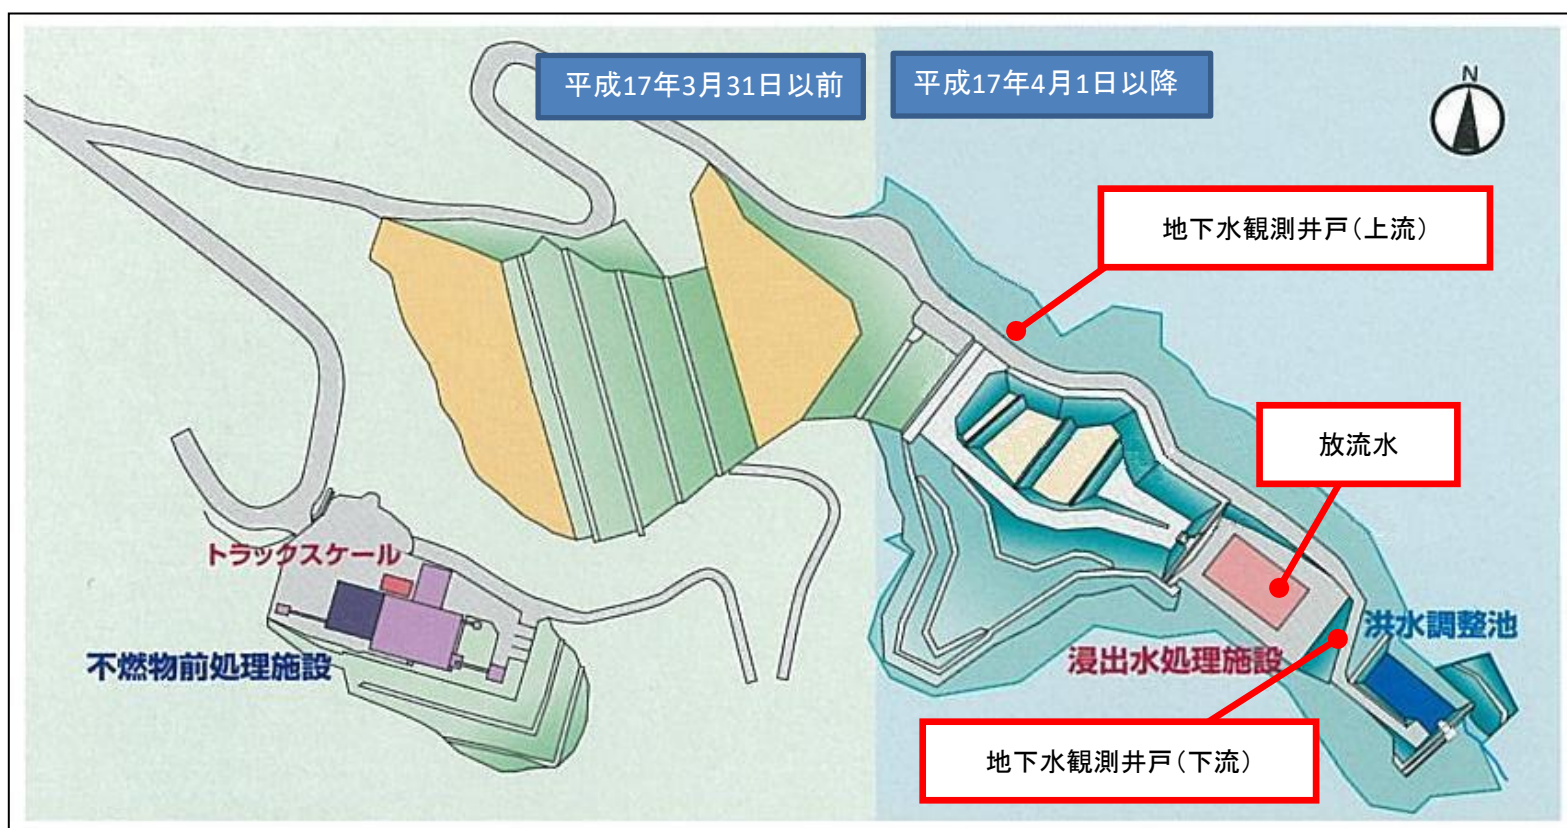 平成17年3月31日以前
平成17年4月1日以降
N
地下水観測井戸(上流)
放流水
トラックスケール
不燃物前処理施設
洪水調整池
浸出水処理施設
地下水観測井戸(下流)